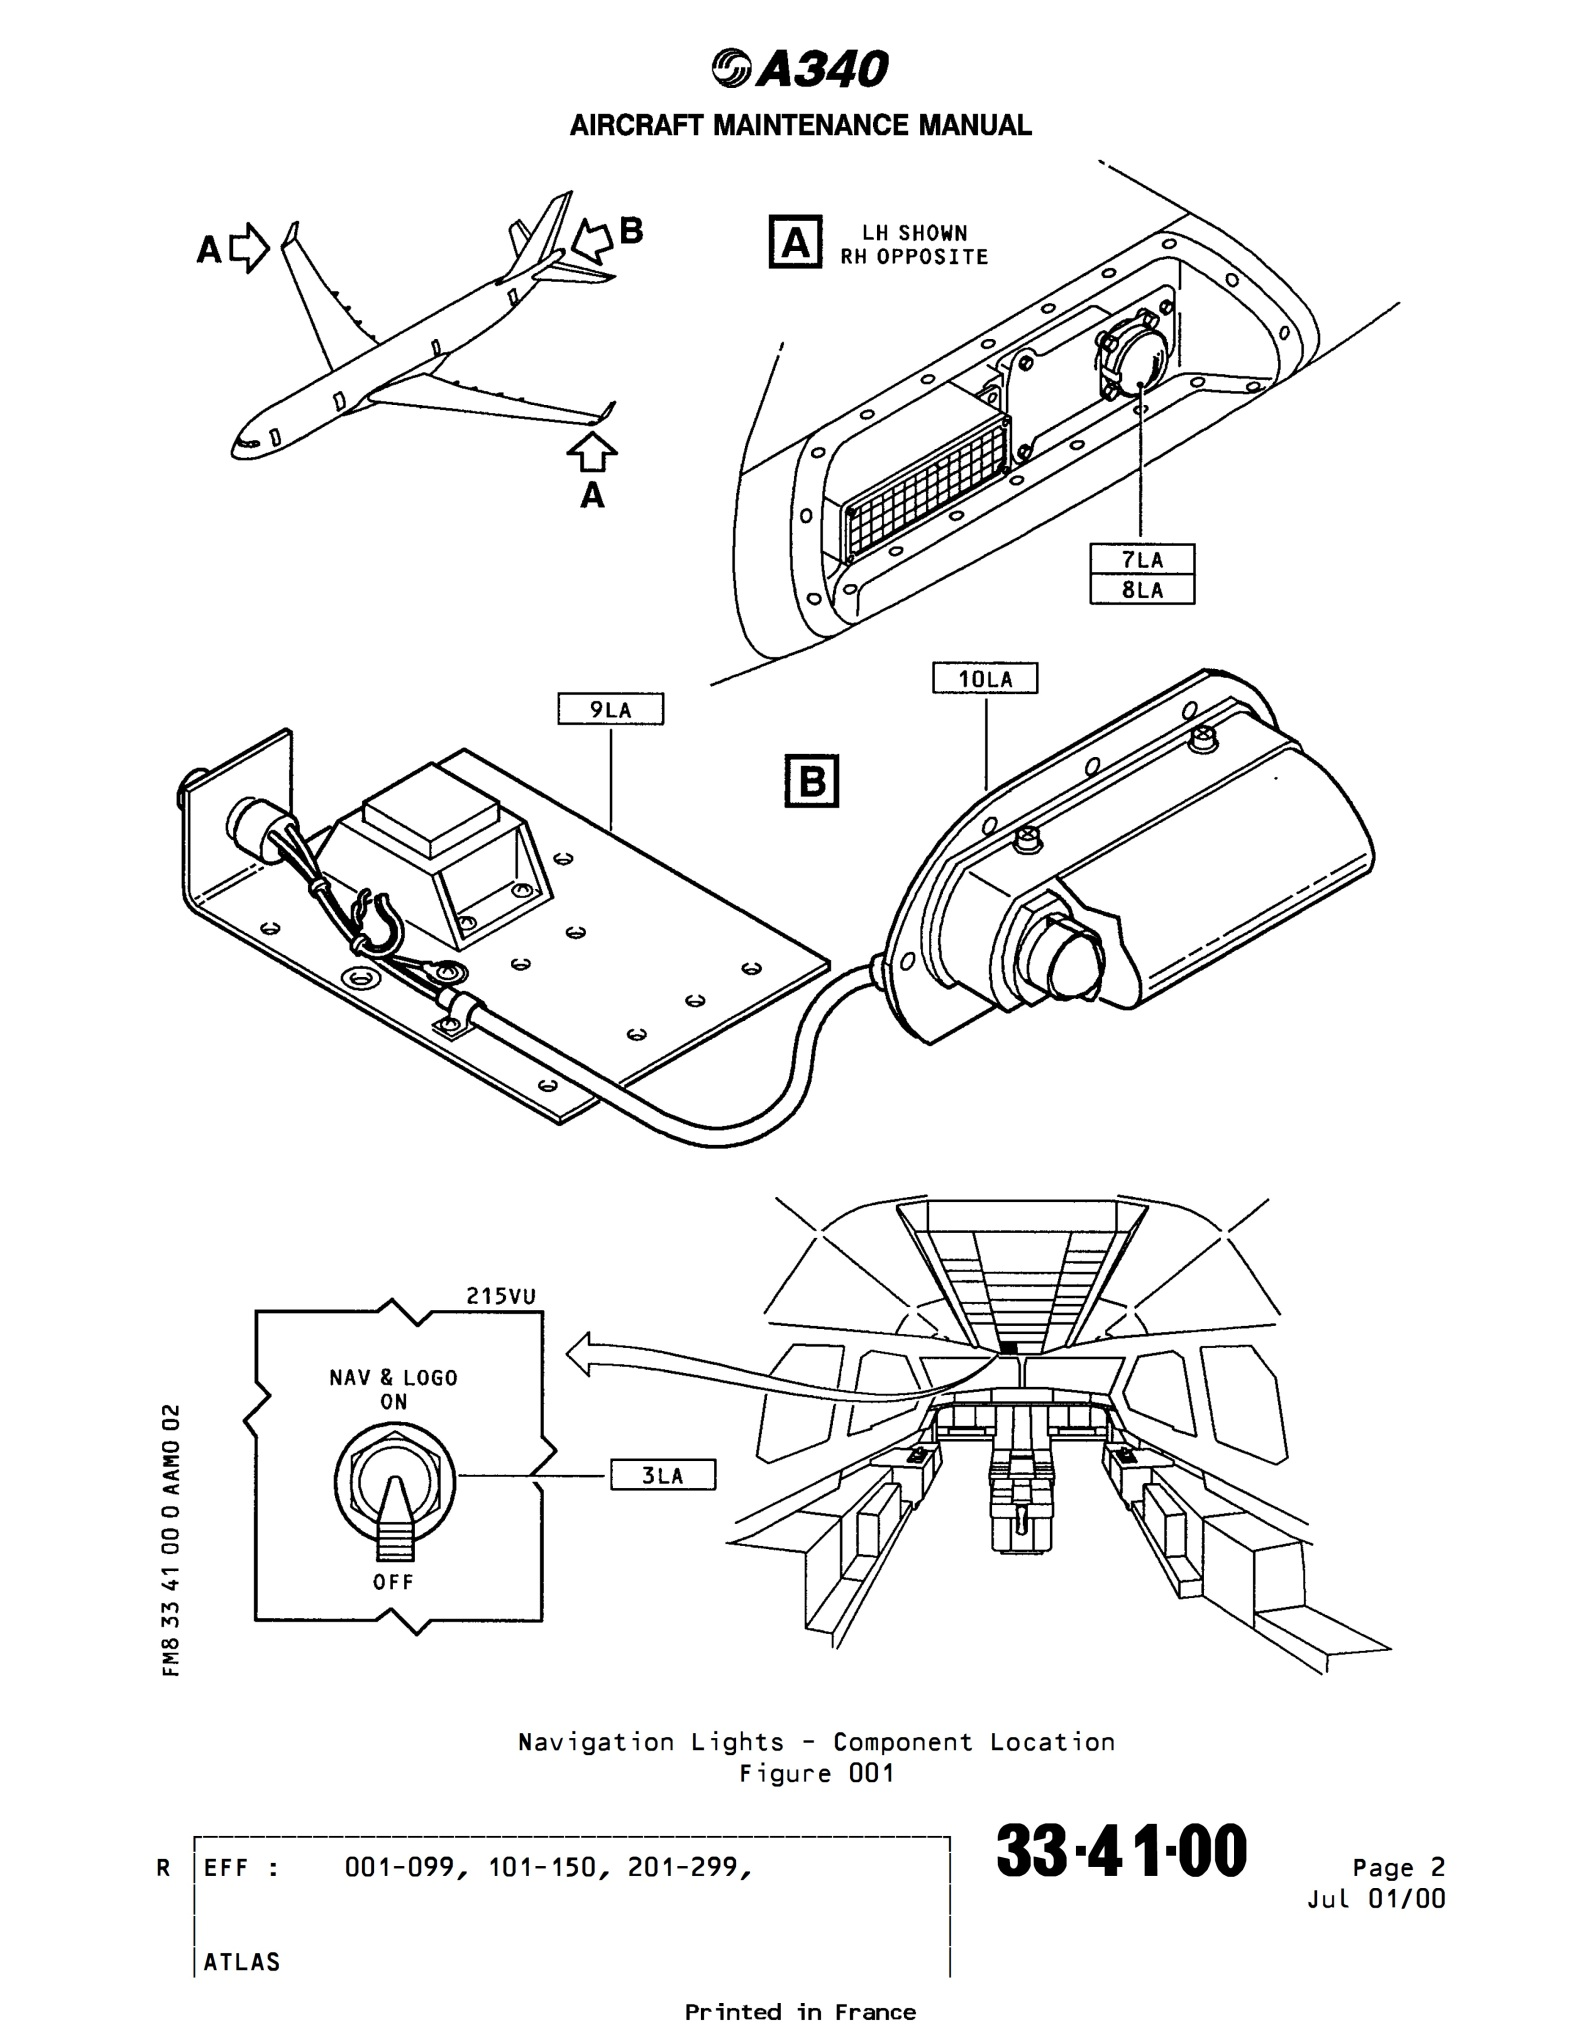 A340
AIRCRAFT MAINTENANCE MANUAL
A
B
A
A
LH SHOWN
RH OPPOSITE
7LA
8LA
9LA
10LA
B
215VU
NAV & LOGO
ON
OFF
3LA
FM8 33 41 00 0 AAM0 02
Navigation Lights - Component Location
Figure 001
R
EFF : 001-099, 101-150, 201-299,
ATLAS
33-41-00
Page 2
Jul 01/00
Printed in France